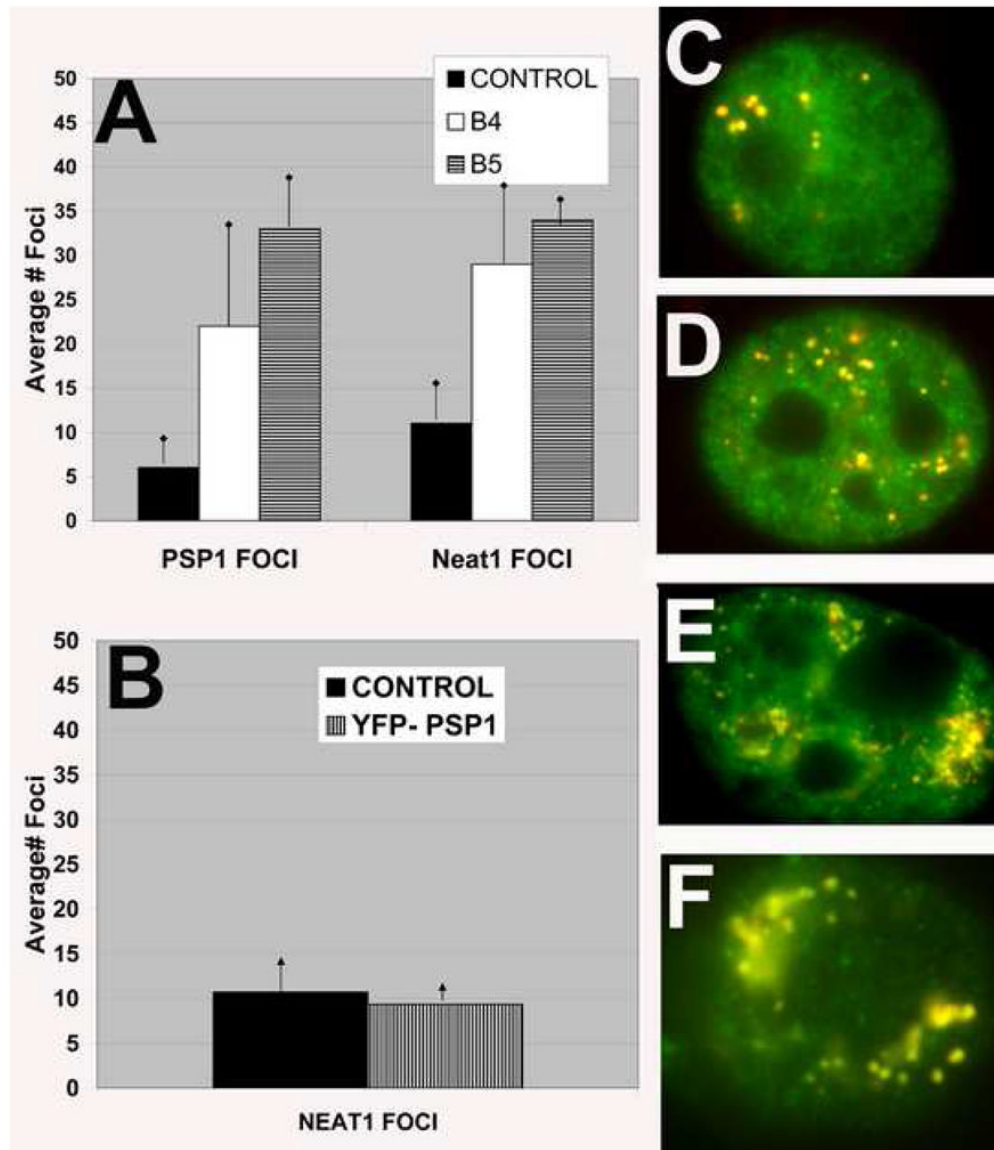 A
50
45
40
35
30
25
20
15
10
5
0
Average # Foci
CONTROL
B4
B5
PSP1 FOCI
Neat1 FOCI
B
50
45
40
35
30
25
20
15
10
5
0
Average# Foci
CONTROL
YFP- PSP1
NEAT1 FOCI
C
D
E
F